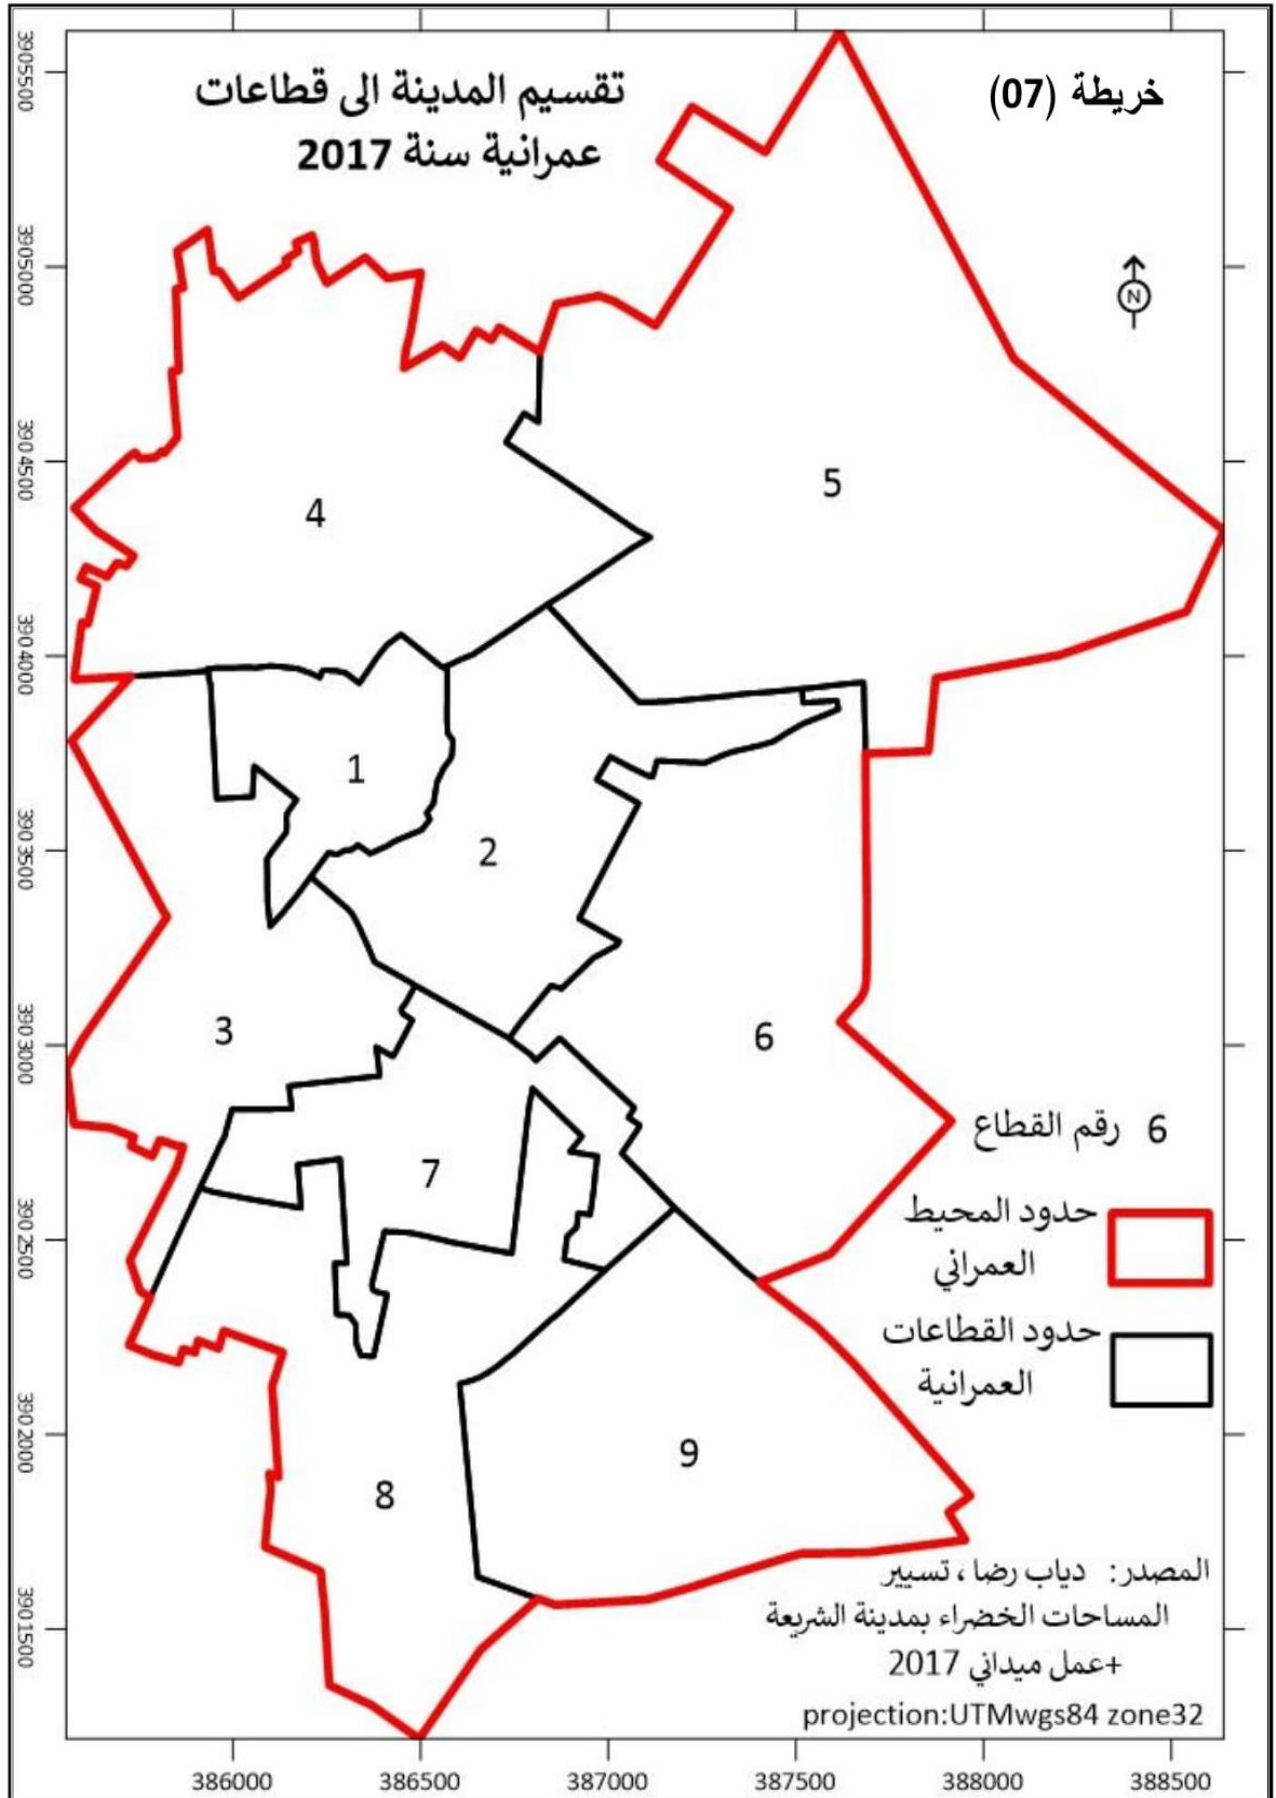 خريطة (07)
تقسيم المدينة الى قطاعات
عمرانية سنة 2017
N
4
5
1
2
3
6
7
8
9
6 رقم القطاع
حدود المحيط
العمراني
حدود القطاعات
العمرانية
المصدر: دياب رضا ، تسيير
المساحات الخضراء بمدينة الشريعة
+عمل ميداني 2017
projection:UTMwgs84 zone32
3905500
3905000
3904500
3904000
3903500
3903000
3902500
3902000
3901500
386000
386500
387000
387500
388000
388500